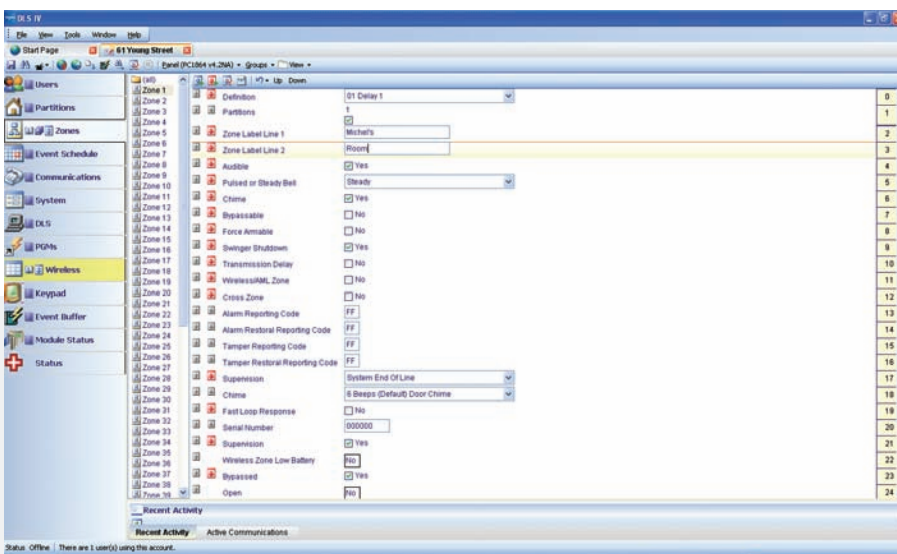 DLS IV
File View Tools Window Help
Start Page 61 Young Street
Panel (PC1864 v4.2NA) Groups View
Users
Partitions
Zones
Event Schedule
Communications
System
DLS
PGMs
Wireless
Keypad
Event Buffer
Module Status
Status
(all)
Zone 1
Zone 2
Zone 3
Zone 4
Zone 5
Zone 6
Zone 7
Zone 8
Zone 9
Zone 10
Zone 11
Zone 12
Zone 13
Zone 14
Zone 15
Zone 16
Zone 17
Zone 18
Zone 19
Zone 20
Zone 21
Zone 22
Zone 23
Zone 24
Zone 25
Zone 26
Zone 27
Zone 28
Zone 29
Zone 30
Zone 31
Zone 32
Zone 33
Zone 34
Zone 35
Zone 36
Zone 37
Zone 38
Zone 39
Up Down
Definition 01 Delay 1 0
Partitions 1 1
Zone Label Line 1 Michel's 2
Zone Label Line 2 Room 3
Audible Yes 4
Pulsed or Steady Bell Steady 5
Chime Yes 6
Bypassable No 7
Force Armable No 8
Swinger Shutdown Yes 9
Transmission Delay No 10
Wireless/AML Zone No 11
Cross Zone No 12
Alarm Reporting Code FF 13
Alarm Restoral Reporting Code FF 14
Tamper Reporting Code FF 15
Tamper Restoral Reporting Code FF 16
Supervision System End Of Line 17
Chime 6 Beeps (Default) Door Chime 18
Fast Loop Response No 19
Serial Number 000000 20
Supervision Yes 21
Wireless Zone Low Battery No 22
Bypassed Yes 23
Open No 24
Recent Activity
Recent Activity Active Communications
Status Offline There are 1 user(s) using this account.